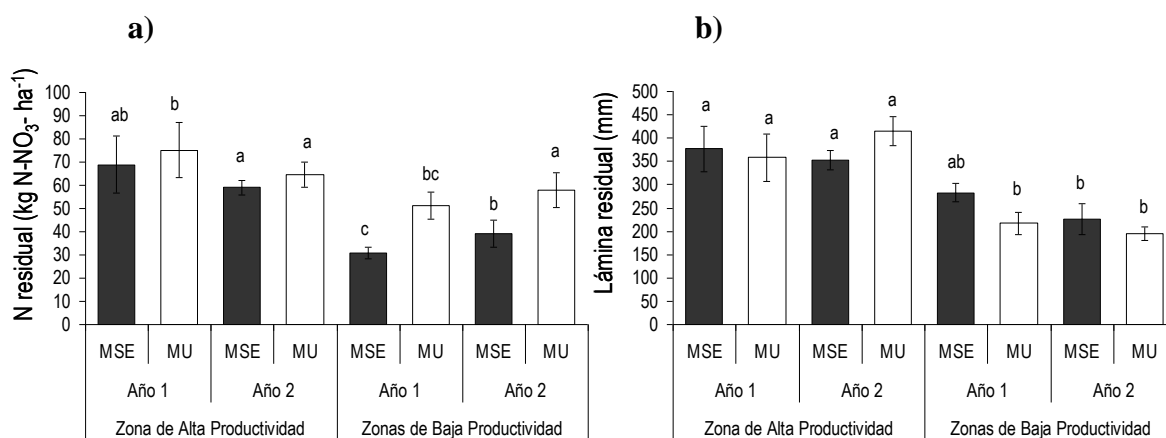 a)
N residual (kg N-NO3- ha-1)
100
90
80
70
60
50
40
30
20
10
0
ab
b
a
a
c
bc
b
a
MSE MU MSE MU MSE MU MSE MU
Año 1 Año 2 Año 1 Año 2
Zona de Alta Productividad Zonas de Baja Productividad
b)
Lámina residual (mm)
500
450
400
350
300
250
200
150
100
50
0
a
a
a
a
ab
b
b
b
MSE MU MSE MU MSE MU MSE MU
Año 1 Año 2 Año 1 Año 2
Zona de Alta Productividad Zonas de Baja Productividad